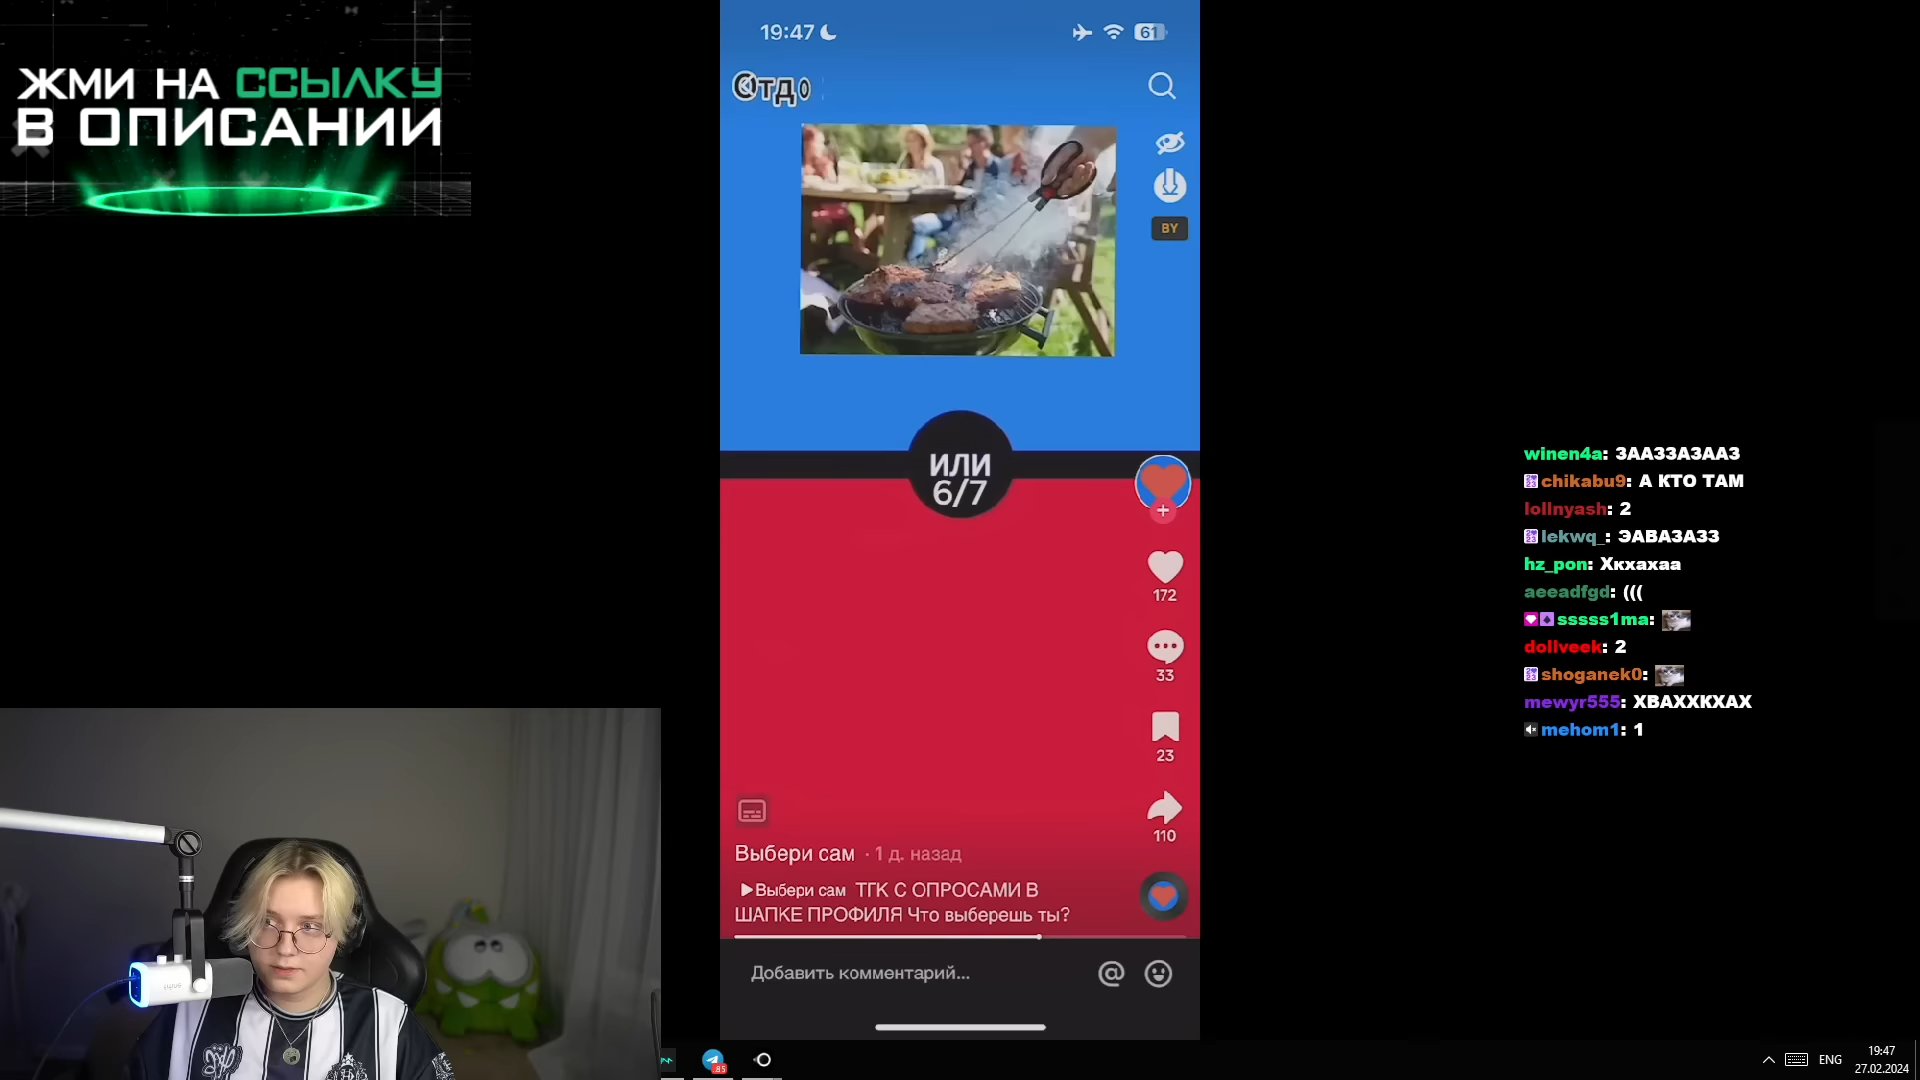 ЖМИ НА ССЫЛКУ
В ОПИСАНИИ
19:47
61
Отдо
BY
ИЛИ
6/7
172
33
23
110
Выбери сам · 1 д. назад
Выбери сам ТГК С ОПРОСАМИ В
ШАПКЕ ПРОФИЛЯ Что выберешь ты?
Добавить комментарий...
winen4a: ЗААЗЗАЗААЗ
chikabu9: А КТО ТАМ
lollnyash: 2
lekwq_: ЭАВАЗАЗЗ
hz_pon: Хкхахаа
aeeadfgd: (((
sssss1ma:
dollveek: 2
shoganek0:
mewyr555: ХВАХХКХАХ
mehom1: 1
ENG
19:47
27.02.2024